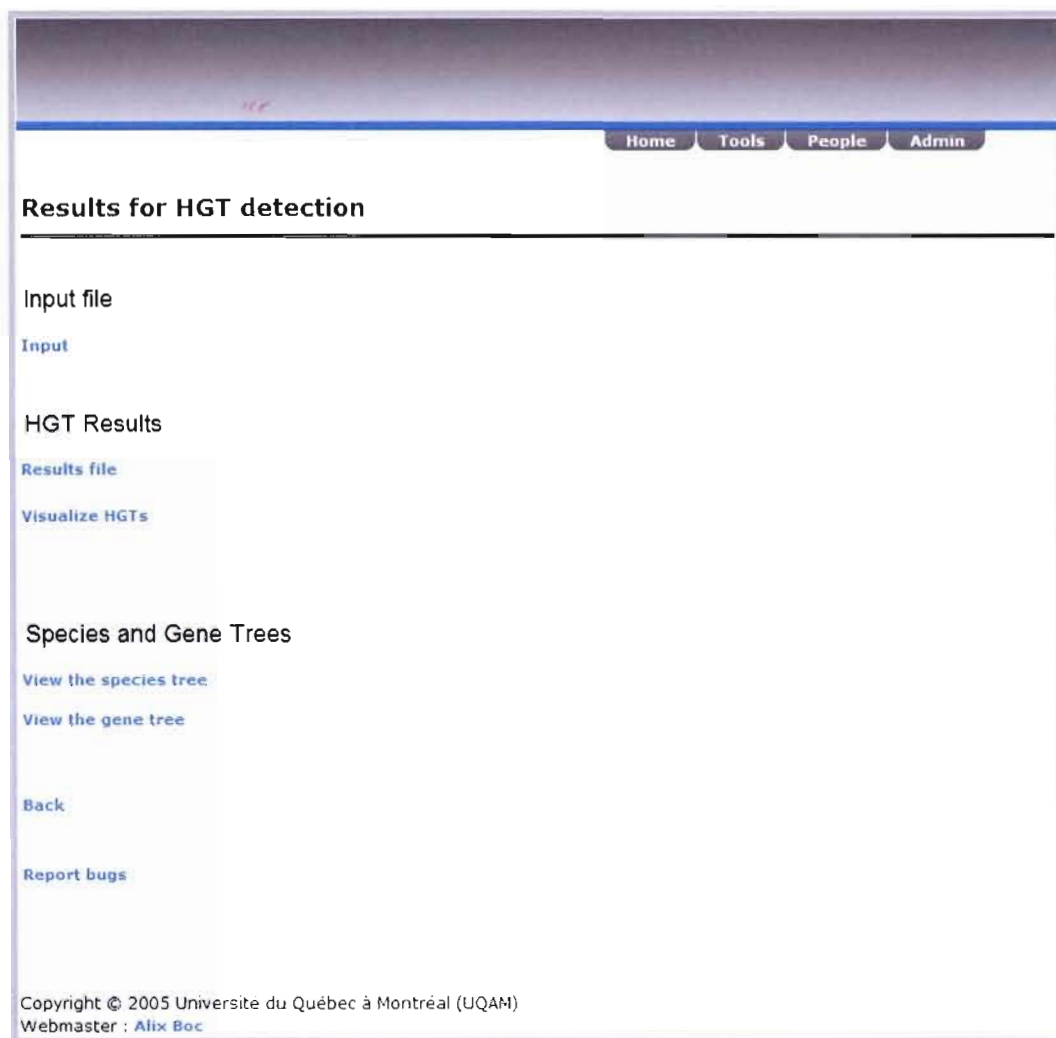 Home Tools People Admin
Results for HGT detection
Input file
Input
HGT Results
Results file
Visualize HGTs
Species and Gene Trees
View the species tree
View the gene tree
Back
Report bugs
Copyright © 2005 Université du Québec à Montréal (UQAM)
Webmaster : Alix Boc